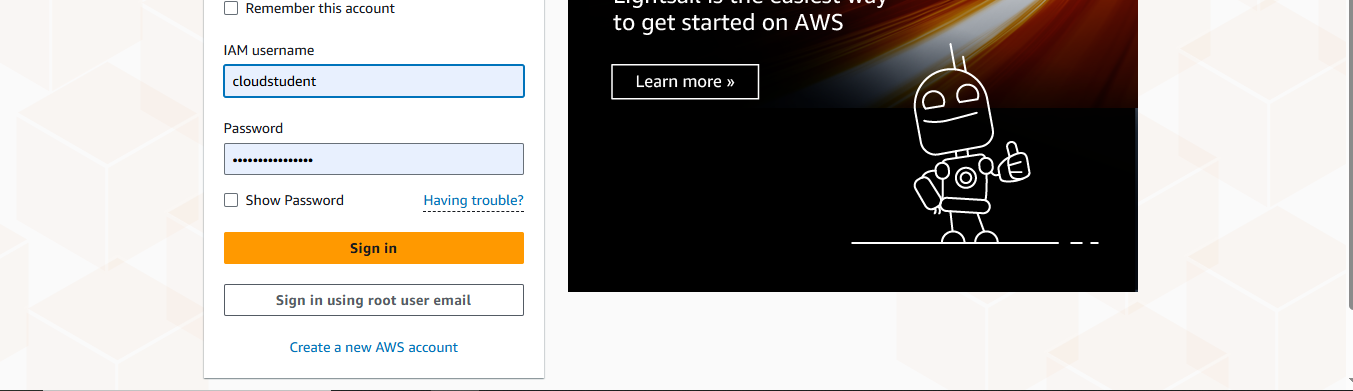 Remember this account
IAM username
cloudstudent
Password
••••••••••••••••
Show Password
Having trouble?
Sign in
Sign in using root user email
Create a new AWS account
Lightsail is the easiest way
to get started on AWS
Learn more »